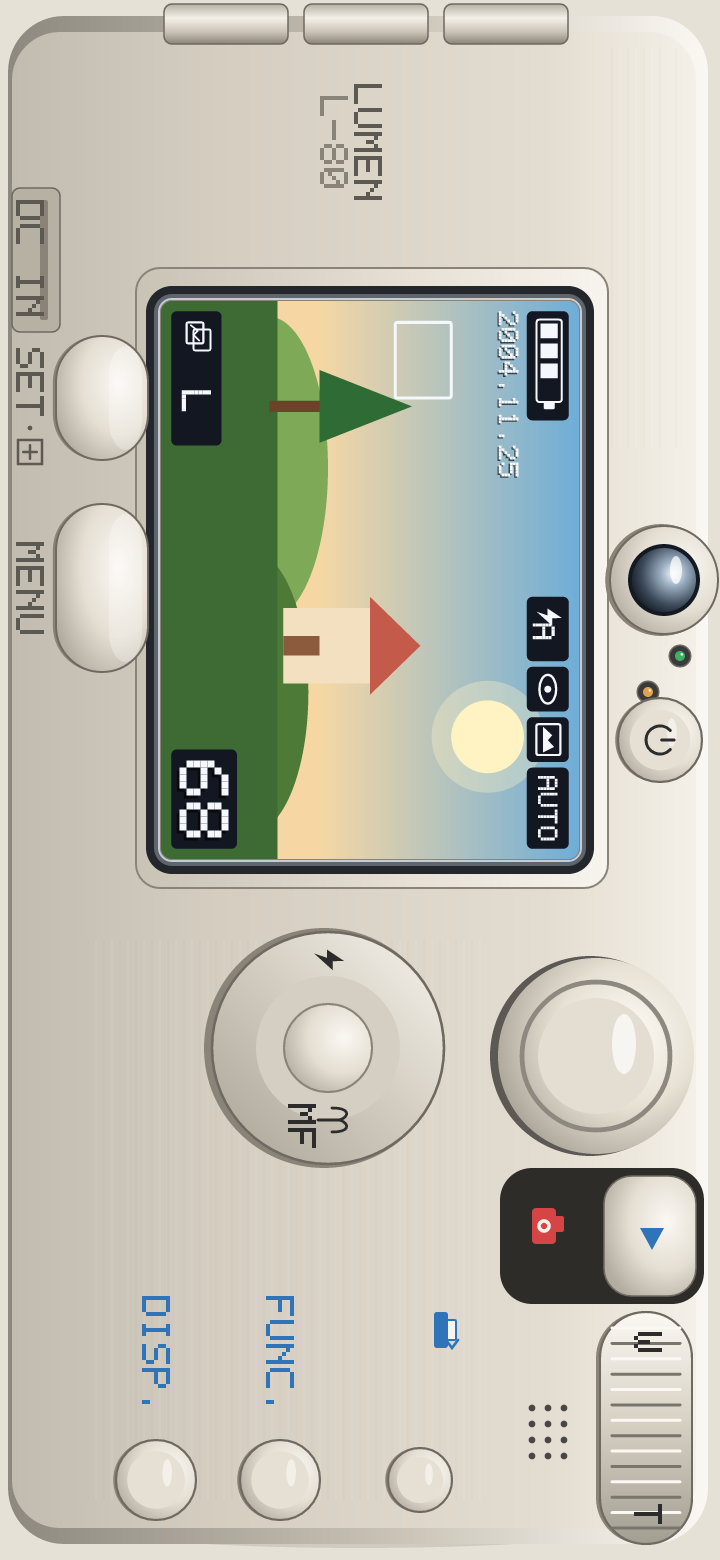 LUMEN
L-80
W
T
2004.11.25
A
AUTO
L
68
DC IN
SET·
MENU
MF
FUNC.
DISP.